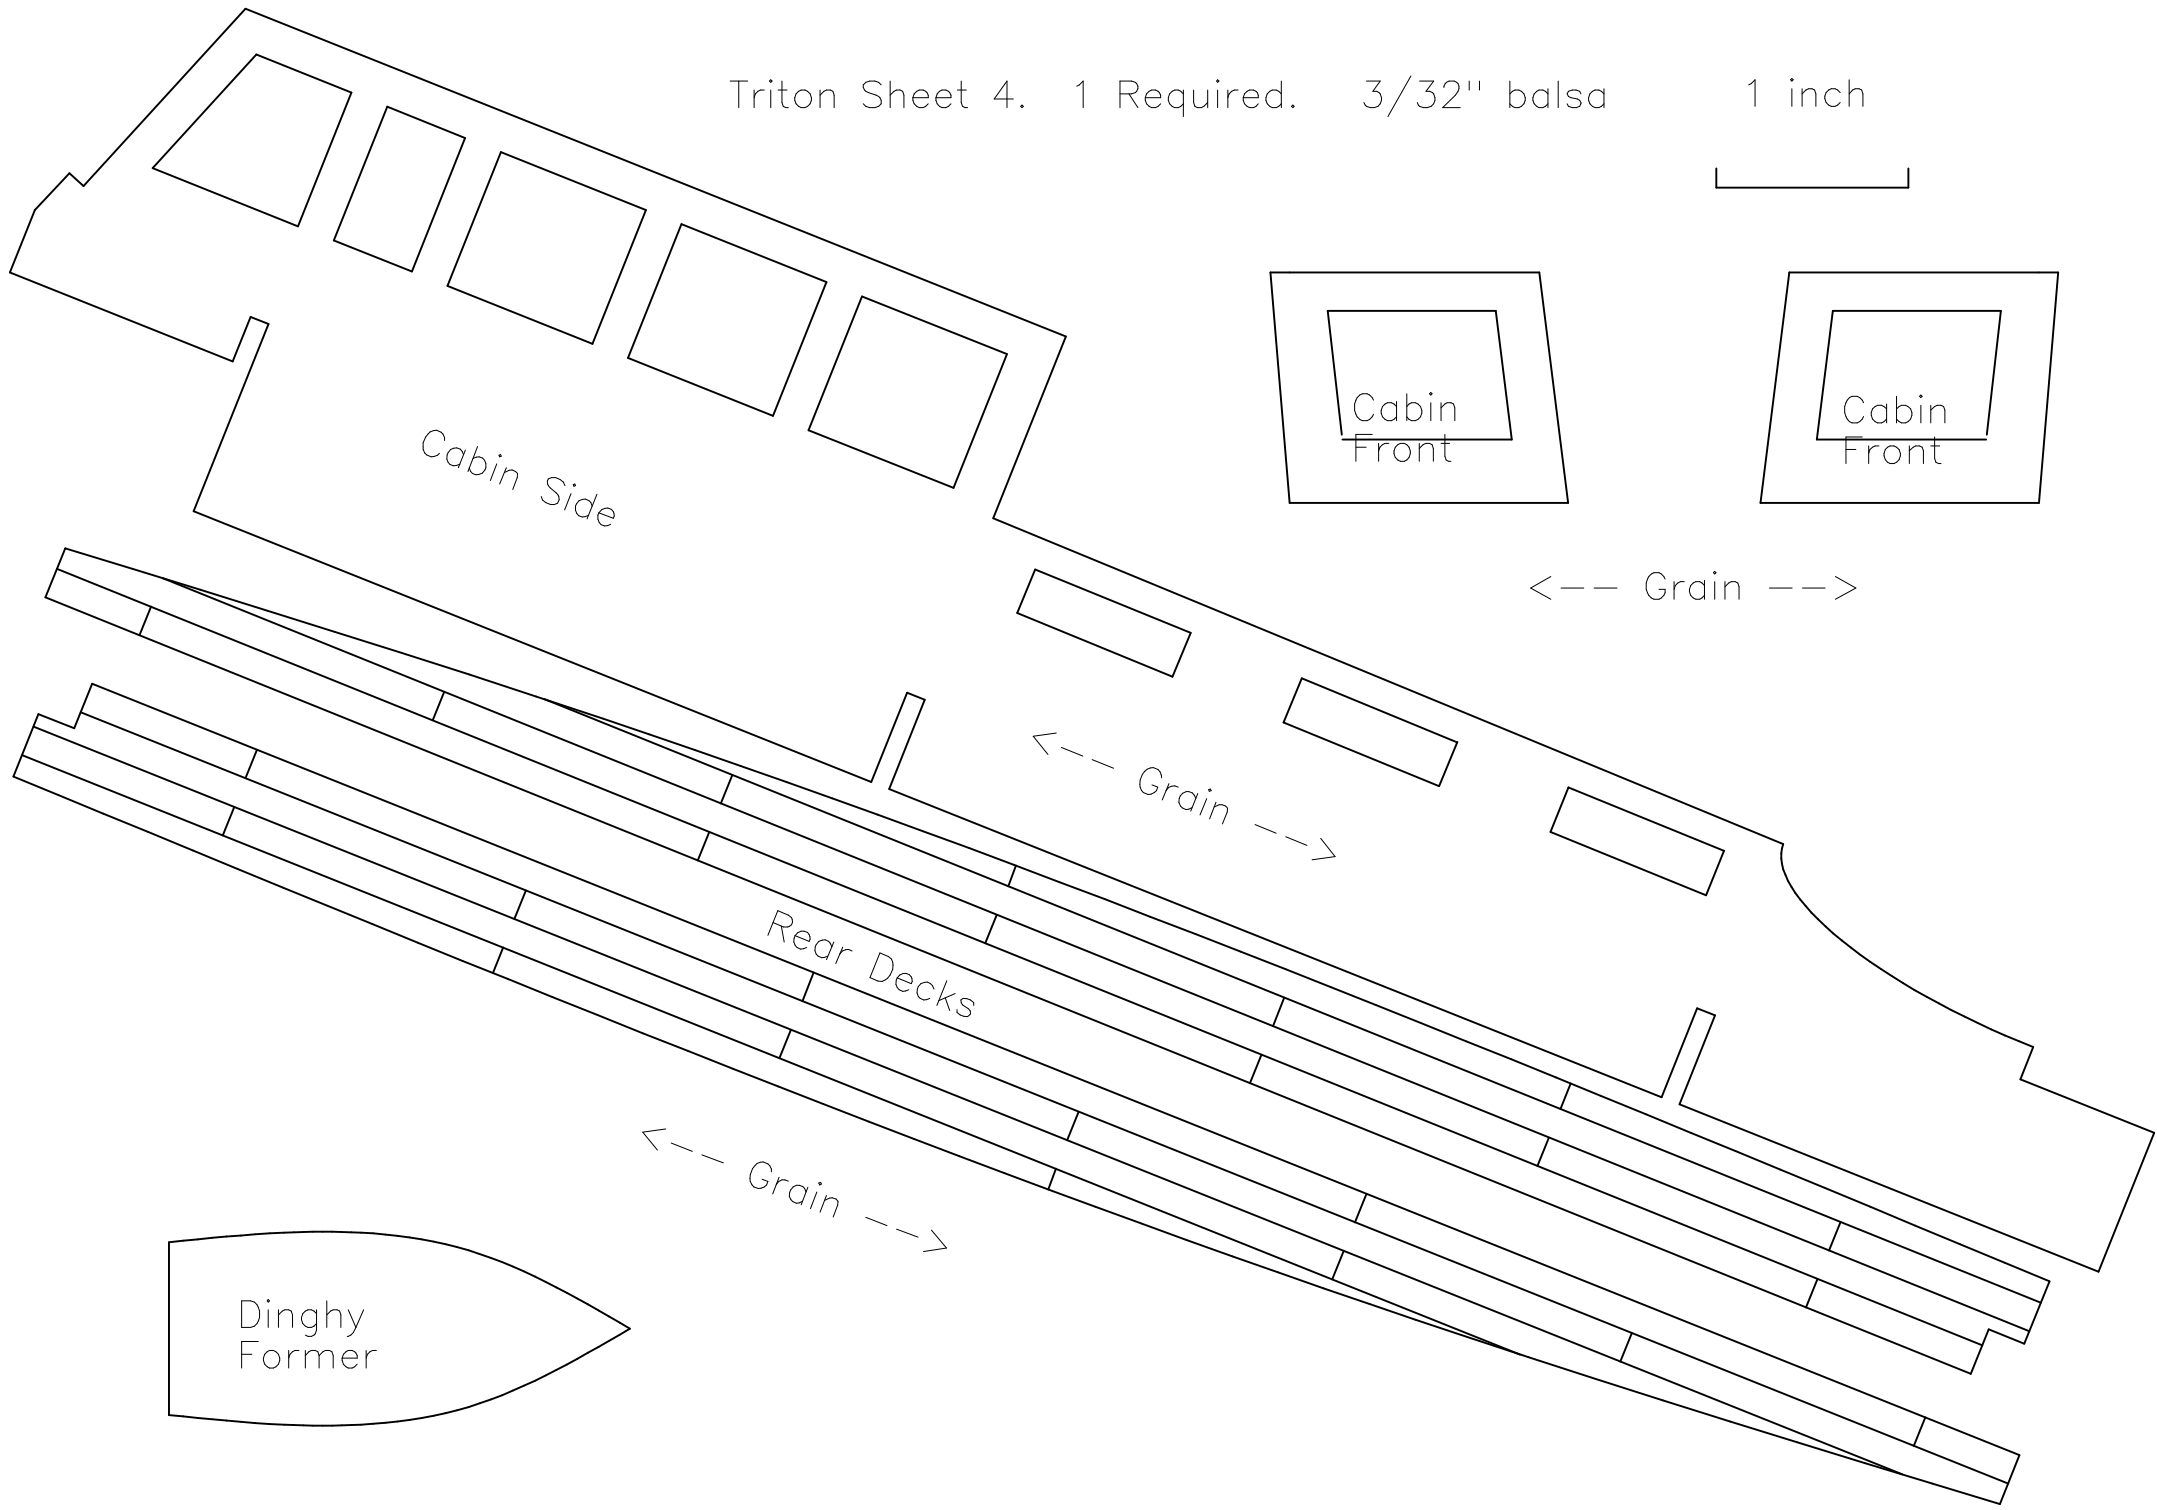 Triton Sheet 4.  1 Required.  3/32" balsa
1 inch
Cabin
Front
Cabin
Front
Cabin Side
<-- Grain -->
<-- Grain -->
Rear Decks
<-- Grain -->
Dinghy
Former